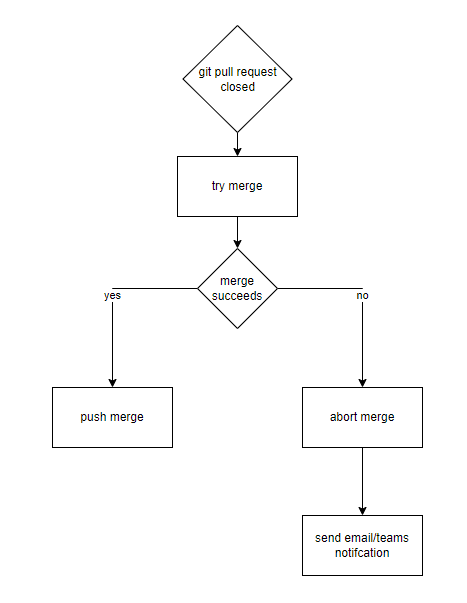 git pull request
closed
try merge
merge
succeeds
yes
no
push merge
abort merge
send email/teams
notifcation